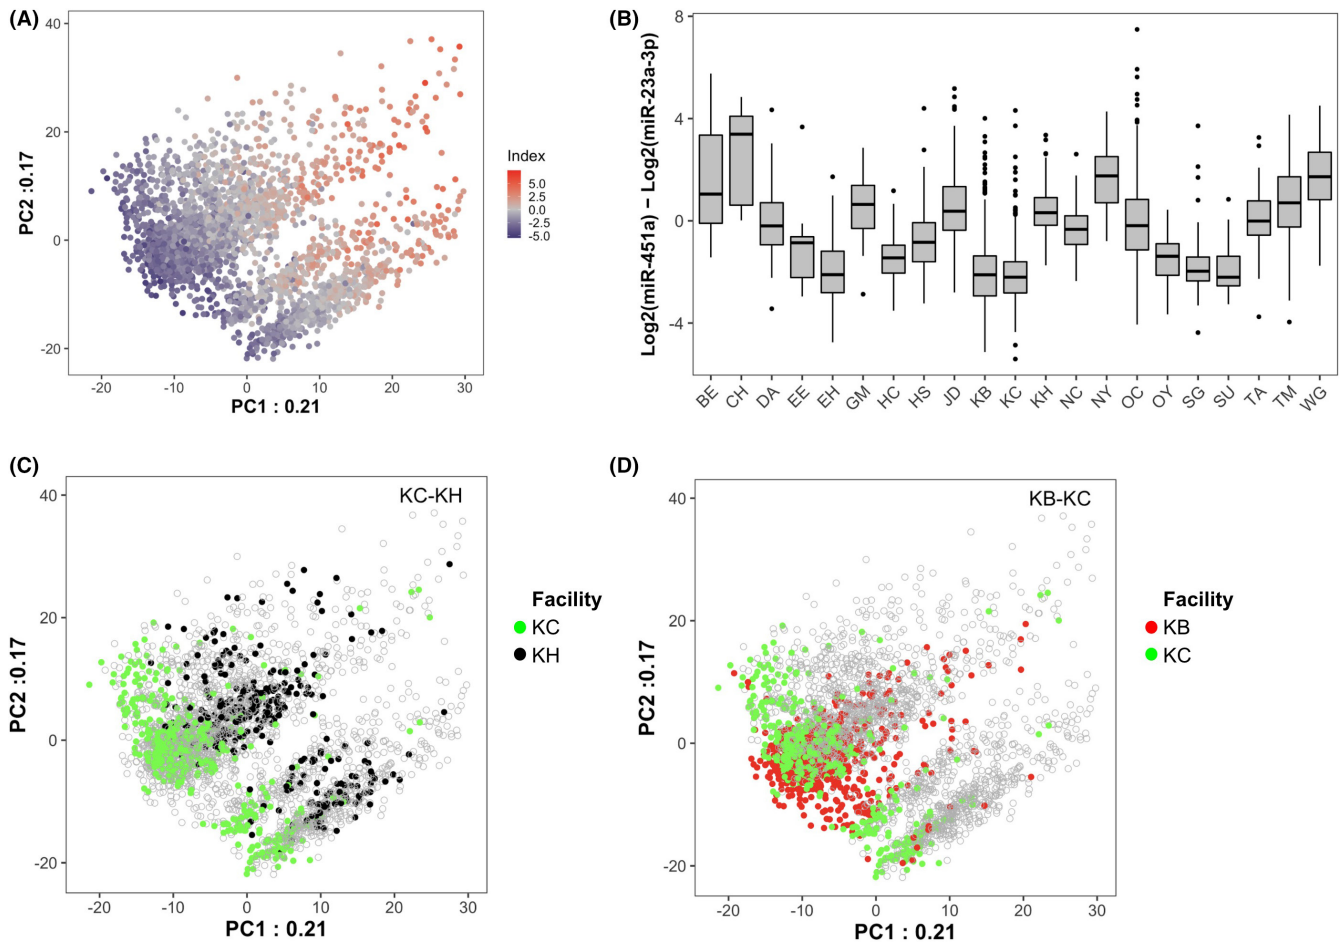 (A)
PC2 :0.17
40
20
0
-20
-20 -10 0 10 20 30
PC1 : 0.21
Index
5.0
2.5
0.0
-2.5
-5.0
(B)
Log2(miR-451a) − Log2(miR-23a-3p)
8
4
0
-4
BE CH DA EE EH GM HC HS JD KB KC KH NC NY OC OY SG SU TA TM WG
(C)
KC-KH
PC2 :0.17
40
20
0
-20
-20 -10 0 10 20 30
PC1 : 0.21
Facility
KC
KH
(D)
KB-KC
PC2 :0.17
40
20
0
-20
-20 -10 0 10 20 30
PC1 : 0.21
Facility
KB
KC